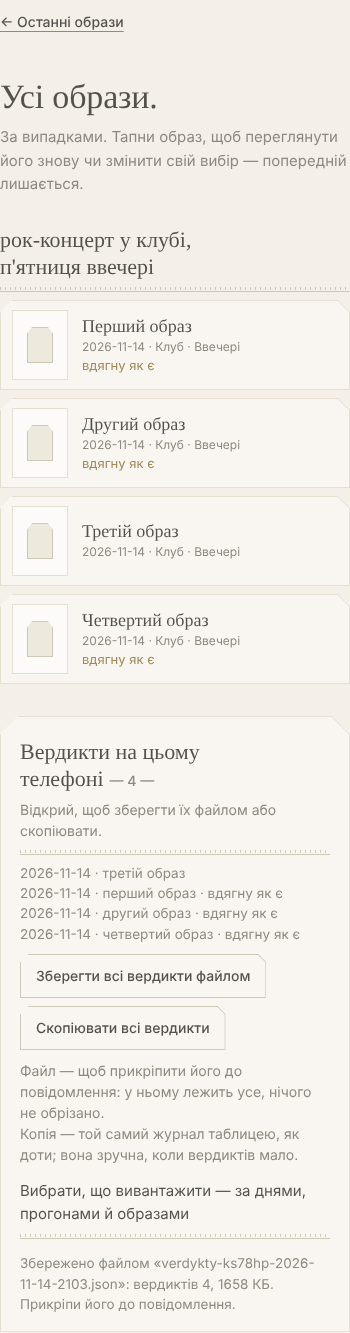 ← Останні образи
Усі образи.
За випадками. Тапни образ, щоб переглянути
його знову чи змінити свій вибір — попередній
лишається.
рок-концерт у клубі,
п'ятниця ввечері
Перший образ
2026-11-14 · Клуб · Ввечері
вдягну як є
Другий образ
2026-11-14 · Клуб · Ввечері
вдягну як є
Третій образ
2026-11-14 · Клуб · Ввечері
Четвертий образ
2026-11-14 · Клуб · Ввечері
вдягну як є
Вердикти на цьому
телефоні — 4 —
Відкрий, щоб зберегти їх файлом або
скопіювати.
2026-11-14 · третій образ
2026-11-14 · перший образ · вдягну як є
2026-11-14 · другий образ · вдягну як є
2026-11-14 · четвертий образ · вдягну як є
Зберегти всі вердикти файлом
Скопіювати всі вердикти
Файл — щоб прикріпити його до
повідомлення: у ньому лежить усе, нічого
не обрізано.
Копія — той самий журнал таблицею, як
доти; вона зручна, коли вердиктів мало.
Вибрати, що вивантажити — за днями,
прогонами й образами
Збережено файлом «verdykty-ks78hp-2026-
11-14-2103.json»: вердиктів 4, 1658 КБ.
Прикріпи його до повідомлення.